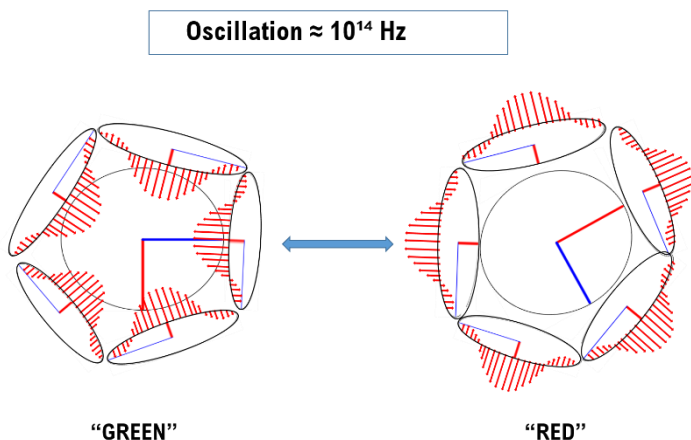 Oscillation ≈ 10¹⁴ Hz
“GREEN”
“RED”